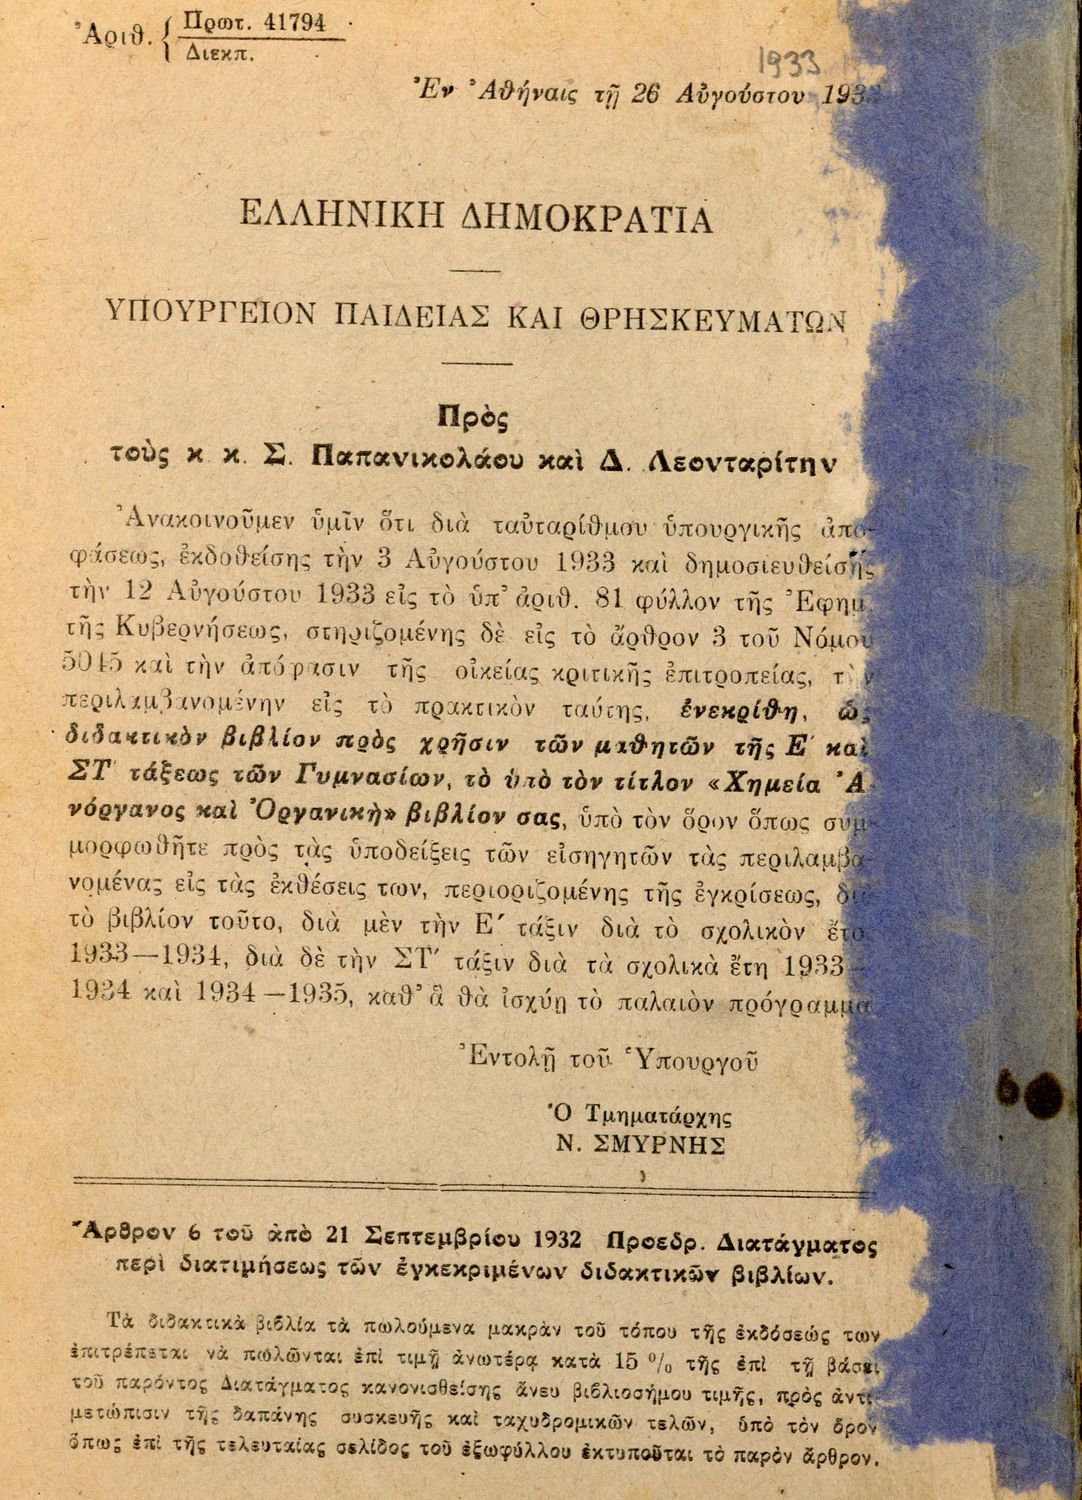 Ἀριθ. { Πρωτ. 41794
Διεκπ.
1933
Ἐν Ἀθήναις τῇ 26 Αὐγούστου 193
ΕΛΛΗΝΙΚΗ ΔΗΜΟΚΡΑΤΙΑ
ΥΠΟΥΡΓΕΙΟΝ ΠΑΙΔΕΙΑΣ ΚΑΙ ΘΡΗΣΚΕΥΜΑΤΩΝ
Πρὸς
τοὺς κ κ. Σ. Παπανικολάου καὶ Δ. Λεονταρίτην
Ἀνακοινοῦμεν ὑμῖν ὅτι διὰ ταὐταρίθμου ὑπουργικῆς ἀπο-
φάσεως, ἐκδοθείσης τὴν 3 Αὐγούστου 1933 καὶ δημοσιευθείσης
τὴν 12 Αὐγούστου 1933 εἰς τὸ ὑπ' ἀριθ. 81 φύλλον τῆς Ἐφημ.
τῆς Κυβερνήσεως, στηριζομένης δὲ εἰς τὸ ἄρθρον 3 τοῦ Νόμου
5045 καὶ τὴν ἀπόφασιν τῆς οἰκείας κριτικῆς ἐπιτροπείας, τὴν
περιλαμβανομένην εἰς τὸ πρακτικὸν ταύτης, ἐνεκρίθη, ὡς
διδακτικὸν βιβλίον πρὸς χρῆσιν τῶν μαθητῶν τῆς Ε΄ καὶ
ΣΤ΄ τάξεως τῶν Γυμνασίων, τὸ ὑπὸ τὸν τίτλον «Χημεία Ἀ
νόργανος καὶ Ὀργανικὴ» βιβλίον σας, ὑπὸ τὸν ὅρον ὅπως συμ-
μορφωθῆτε πρὸς τὰς ὑποδείξεις τῶν εἰσηγητῶν τὰς περιλαμβα-
νομένας εἰς τὰς ἐκθέσεις των, περιοριζομένης τῆς ἐγκρίσεως, διὰ
τὸ βιβλίον τοῦτο, διὰ μὲν τὴν Ε΄ τάξιν διὰ τὸ σχολικὸν ἔτος
1933—1934, διὰ δὲ τὴν ΣΤ΄ τάξιν διὰ τὰ σχολικὰ ἔτη 1933—
1934 καὶ 1934—1935, καθ' ἃ θὰ ἰσχύῃ τὸ παλαιὸν πρόγραμμα
Ἐντολῇ τοῦ Ὑπουργοῦ
Ὁ Τμηματάρχης
Ν. ΣΜΥΡΝΗΣ
Ἄρθρον 6 τοῦ ἀπὸ 21 Σεπτεμβρίου 1932 Προεδρ. Διατάγματος
περὶ διατιμήσεως τῶν ἐγκεκριμένων διδακτικῶν βιβλίων.
Τὰ διδακτικὰ βιβλία τὰ πωλούμενα μακρὰν τοῦ τόπου τῆς ἐκδόσεώς των
ἐπιτρέπεται νὰ πωλῶνται ἐπὶ τιμῇ ἀνωτέρᾳ κατὰ 15 % τῆς ἐπὶ τῇ βάσει
τοῦ παρόντος Διατάγματος κανονισθείσης ἄνευ βιβλιοσήμου τιμῆς, πρὸς ἀντι-
μετώπισιν τῆς δαπάνης συσκευῆς καὶ ταχυδρομικῶν τελῶν, ὑπὸ τὸν ὅρον
ὅπως ἐπὶ τῆς τελευταίας σελίδος τοῦ ἐξωφύλλου ἐκτυποῦται τὸ παρὸν ἄρθρον.